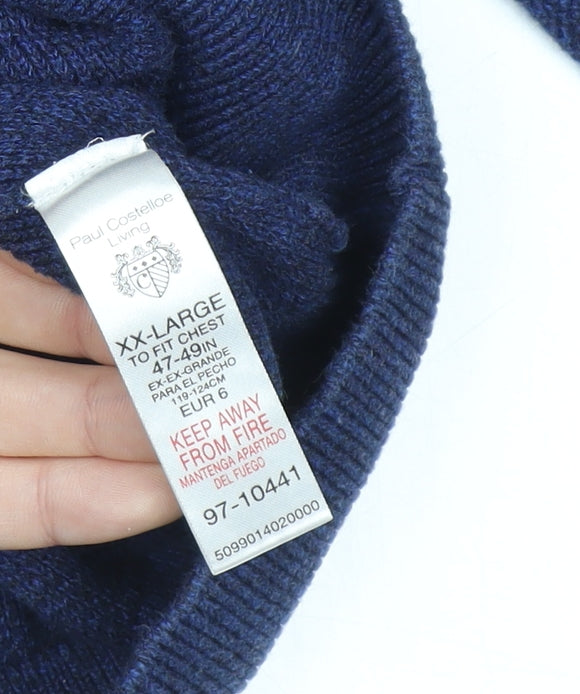 Paul Costelloe
Living
C
XX-LARGE
TO FIT CHEST
47-49IN
EX-EX-GRANDE
PARA EL PECHO
119-124CM
EUR 6
KEEP AWAY
FROM FIRE
MANTENGA APARTADO
DEL FUEGO
97-10441
5099014020000